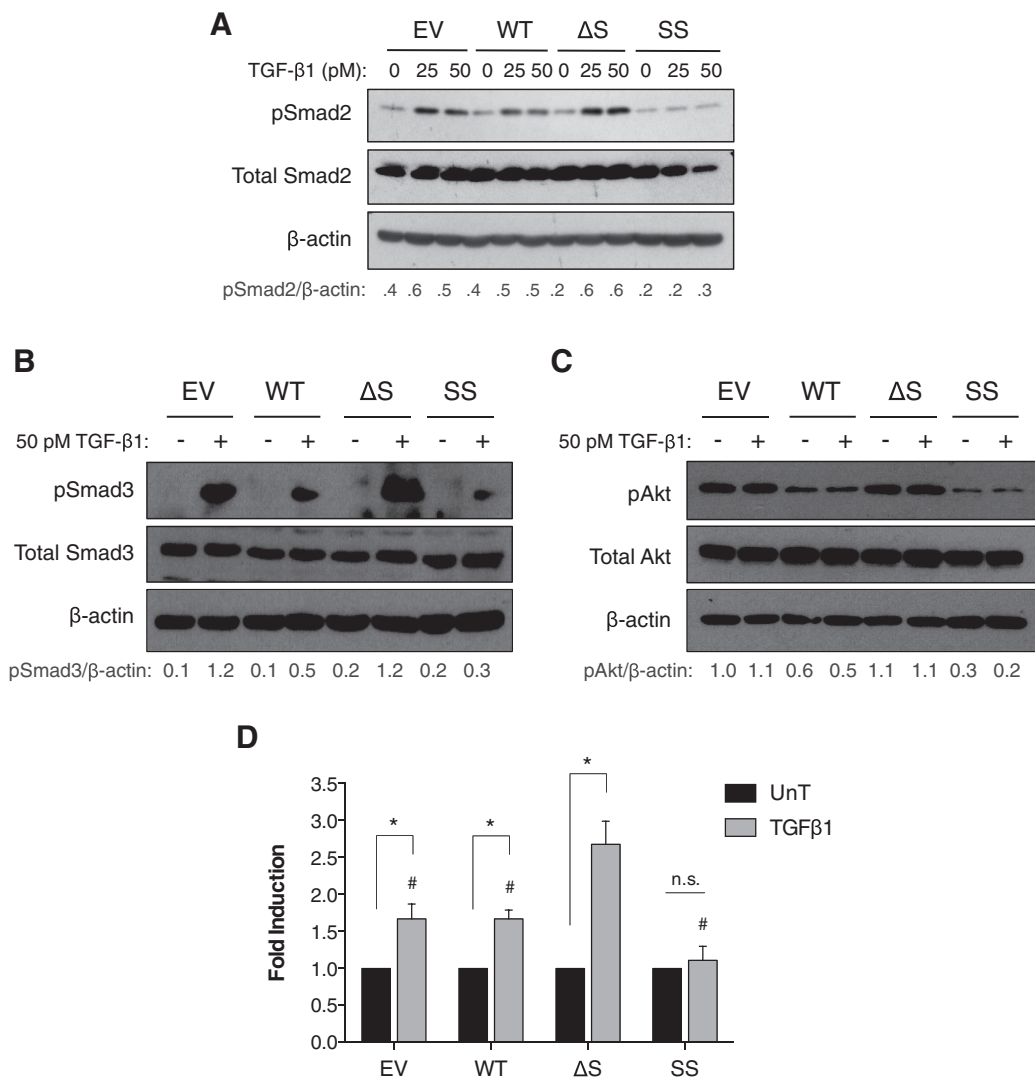 A
EV WT ΔS SS
TGF-β1 (pM): 0 25 50 0 25 50 0 25 50 0 25 50
pSmad2
Total Smad2
β-actin
pSmad2/β-actin: .4 .6 .5 .4 .5 .5 .2 .6 .6 .2 .2 .3
B
EV WT ΔS SS
50 pM TGF-β1: - + - + - + - +
pSmad3
Total Smad3
β-actin
pSmad3/β-actin: 0.1 1.2 0.1 0.5 0.2 1.2 0.2 0.3
C
EV WT ΔS SS
50 pM TGF-β1: - + - + - + - +
pAkt
Total Akt
β-actin
pAkt/β-actin: 1.0 1.1 0.6 0.5 1.1 1.1 0.3 0.2
D
Fold Induction
3.5
3.0
2.5
2.0
1.5
1.0
0.5
0.0
* # * # * n.s. #
EV WT ΔS SS
UnT
TGFβ1